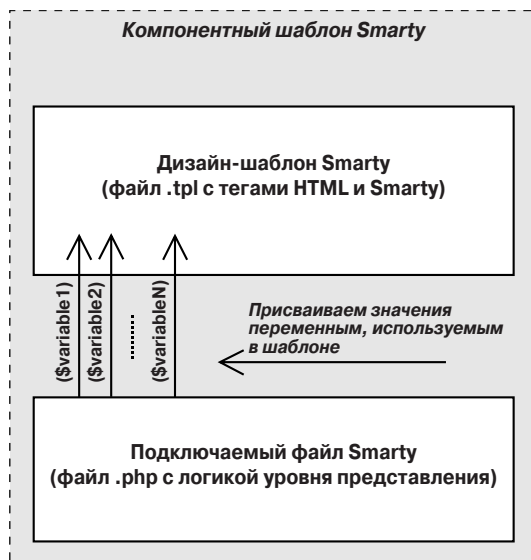 Компонентный шаблон Smarty
Дизайн-шаблон Smarty
(файл .tpl с тегами HTML и Smarty)
($variable1)
($variable2)
($variableN)
Присваиваем значения
переменным, используемым
в шаблоне
Подключаемый файл Smarty
(файл .php с логикой уровня представления)